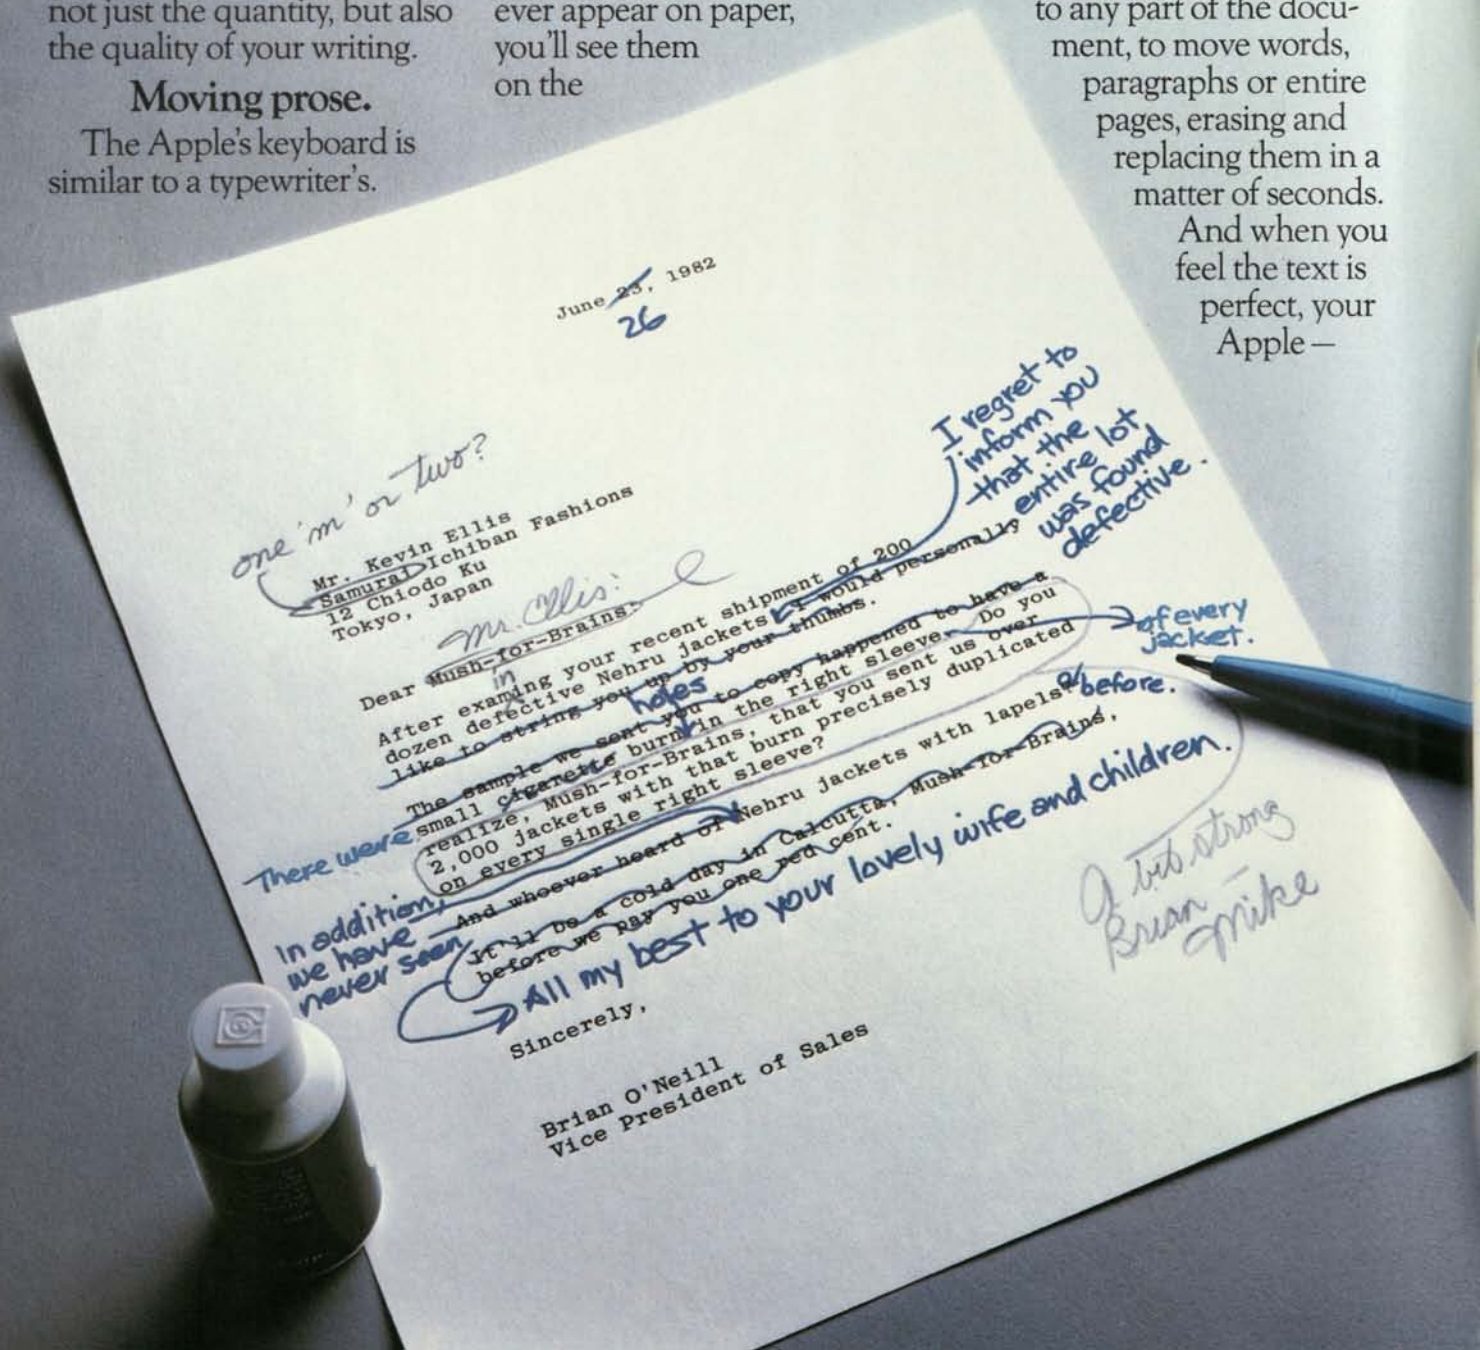 not just the quantity, but also
the quality of your writing.
Moving prose.
The Apple's keyboard is
similar to a typewriter's.
ever appear on paper,
you'll see them
on the
to any part of the docu-
ment, to move words,
paragraphs or entire
pages, erasing and
replacing them in a
matter of seconds.
And when you
feel the text is
perfect, your
Apple—
June 23, 1982
26
one 'm' or two?
Mr. Kevin Ellis
Samurai Ichiban Fashions
12 Chiodo Ku
Tokyo, Japan
Mr. Ellis:
Dear Mush-for-Brains:
in
After examing your recent shipment of 200
dozen defective Nehru jackets I would personally
like to string you up by your thumbs.
I regret to
inform you
that the
entire lot
was found
defective.
holes
The sample we sent you to copy happened to have a
small cigarette burn in the right sleeve. Do you
realize, Mush-for-Brains, that you sent us over
2,000 jackets with that burn precisely duplicated
on every single right sleeve?
There were
of every
jacket.
And whoever heard of Nehru jackets with lapels?
before.
In addition,
we have
never seen
It'll be a cold day in Calcutta, Mush-for-Brains,
before we pay you one red cent.
All my best to your lovely wife and children.
A bit strong
Brian —
Mike
Sincerely,
Brian O'Neill
Vice President of Sales